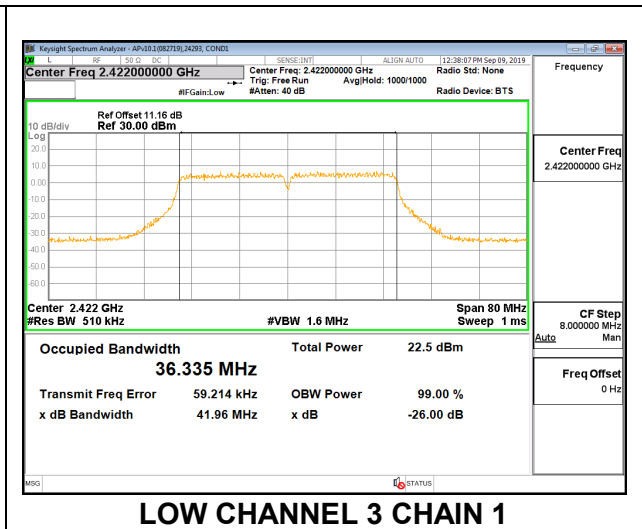 Keysight Spectrum Analyzer - APv10.1(082719),24293, COND1
L RF 50 Ω DC SENSE:INT ALIGN AUTO 12:38:07 PM Sep 09, 2019
Center Freq 2.422000000 GHz
Center Freq: 2.422000000 GHz Radio Std: None
Trig: Free Run Avg|Hold: 1000/1000
#IFGain:Low #Atten: 40 dB Radio Device: BTS
Frequency
Ref Offset 11.16 dB
10 dB/div Ref 30.00 dBm
Log
20.0
10.0
0.00
-10.0
-20.0
-30.0
-40.0
-50.0
-60.0
Center 2.422 GHz Span 80 MHz
#Res BW 510 kHz #VBW 1.6 MHz Sweep 1 ms
Center Freq
2.422000000 GHz
CF Step
8.000000 MHz
Auto Man
Freq Offset
0 Hz
Occupied Bandwidth Total Power 22.5 dBm
36.335 MHz
Transmit Freq Error 59.214 kHz OBW Power 99.00 %
x dB Bandwidth 41.96 MHz x dB -26.00 dB
MSG STATUS
LOW CHANNEL 3 CHAIN 1